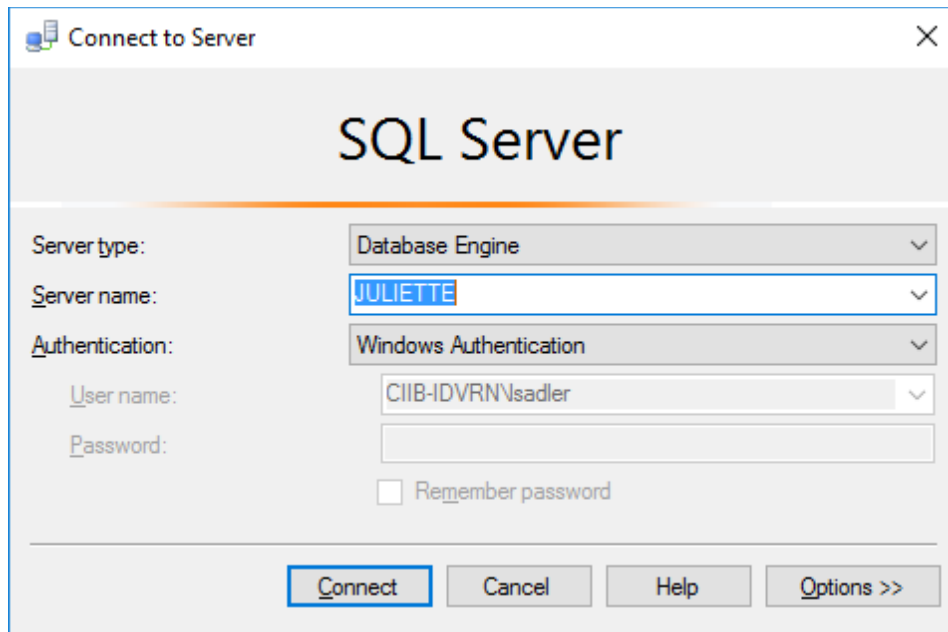 Connect to Server
SQL Server
Server type: Database Engine
Server name: JULIETTE
Authentication: Windows Authentication
User name: CIIB-IDVRN\lsadler
Password:
Remember password
Connect Cancel Help Options >>